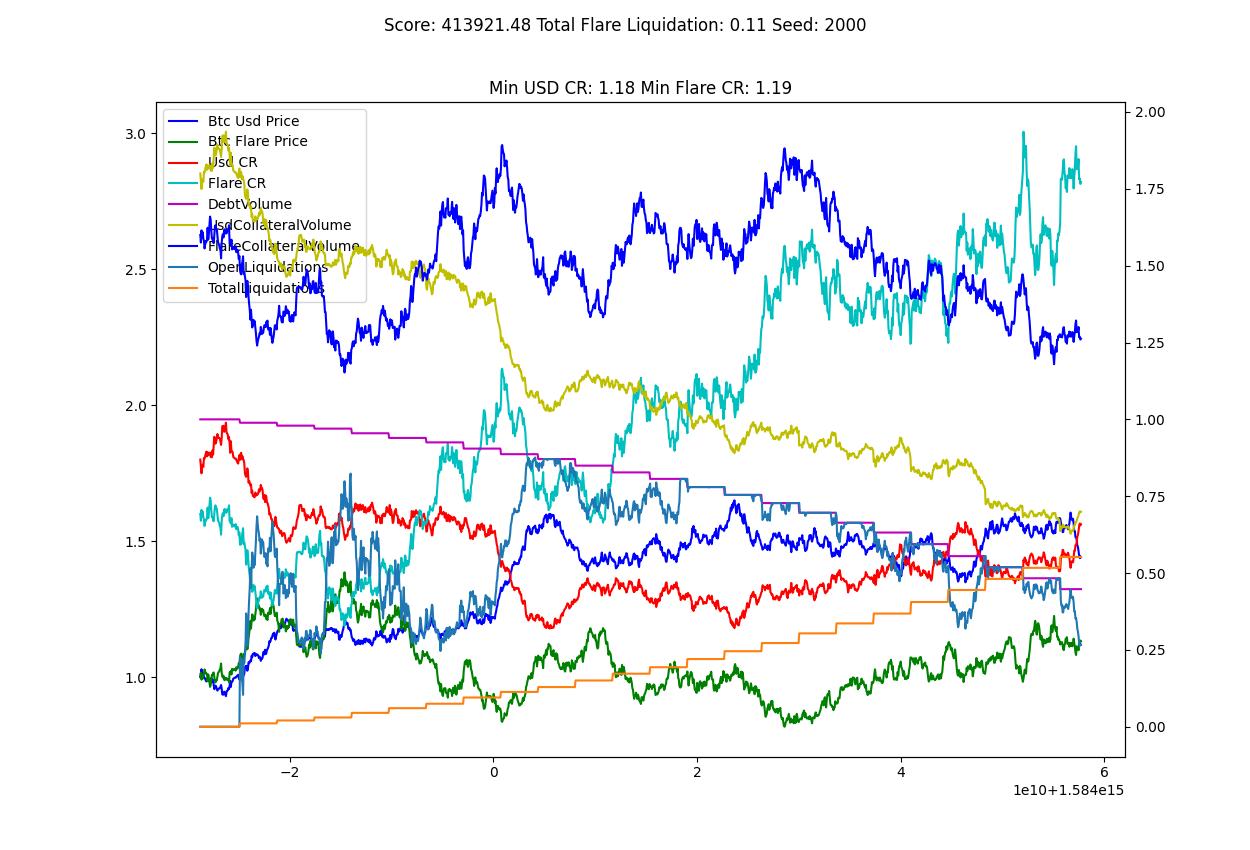 Score: 413921.48 Total Flare Liquidation: 0.11 Seed: 2000
Min USD CR: 1.18 Min Flare CR: 1.19
Btc Usd Price
Btc Flare Price
Usd CR
Flare CR
DebtVolume
UsdCollateralVolume
FlareCollateralVolume
OpenLiquidations
TotalLiquidations
3.0
2.5
2.0
1.5
1.0
2.00
1.75
1.50
1.25
1.00
0.75
0.50
0.25
0.00
−2
0
2
4
6
1e10+1.584e15